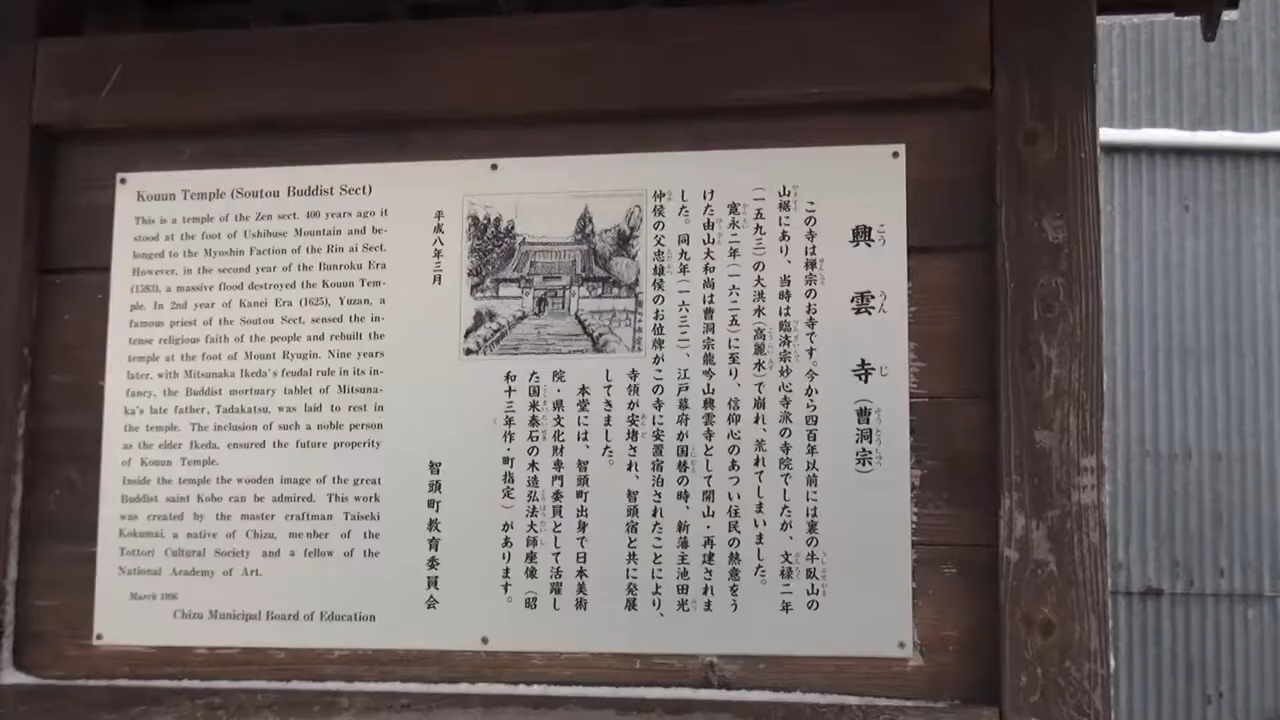 Kouun Temple (Soutou Buddist Sect)
This is a temple of the Zen sect. 400 years ago it
stood at the foot of Ushibuse Mountain and be-
longed to the Myoshin Faction of the Rin ai Sect.
However, in the second year of the Bunroku Era
(1593), a massive flood destroyed the Kouun Tem-
ple. In 2nd year of Kanei Era (1625), Yuzan, a
famous priest of the Soutou Sect, sensed the in-
tense religious faith of the people and rebuilt the
temple at the foot of Mount Ryugin. Nine years
later, with Mitsunaka Ikeda's feudal rule in its in-
fancy, the Buddist mortuary tablet of Mitsuna-
ka's late father, Tadakatsu, was laid to rest in
the temple. The inclusion of such a noble person
as the elder Ikeda, ensured the future properity
of Kouun Temple.
Inside the temple the wooden image of the great
Buddist saint Kobo can be admired. This work
was created by the master craftman Taiseki
Kokumai, a native of Chizu, member of the
Tottori Cultural Society and a fellow of the
National Academy of Art.
March 1996
Chizu Municipal Board of Education
興雲寺(曹洞宗)
こううんじ そうとうしゅう
この寺は禅宗のお寺です。今から四百年以前には裏の牛臥山の
山裾にあり、当時は臨済宗妙心寺派の寺院でしたが、文禄二年
(一五九三)の大洪水(高麗水)で崩れ、荒れてしまいました。
寛永二年(一六二五)に至り、信仰心のあつい住民の熱意をう
けた由山大和尚は曹洞宗龍吟山興雲寺として開山・再建されま
した。同九年(一六三二)、江戸幕府が国替の時、新藩主池田光
仲侯の父忠雄侯のお位牌がこの寺に安置宿泊されたことにより、
寺領が安堵され、智頭宿と共に発展
してきました。
本堂には、智頭町出身で日本美術
院・県文化財専門委員として活躍し
た国米泰石の木造弘法大師座像(昭
和十三年作・町指定)があります。
平成八年三月
智頭町教育委員会